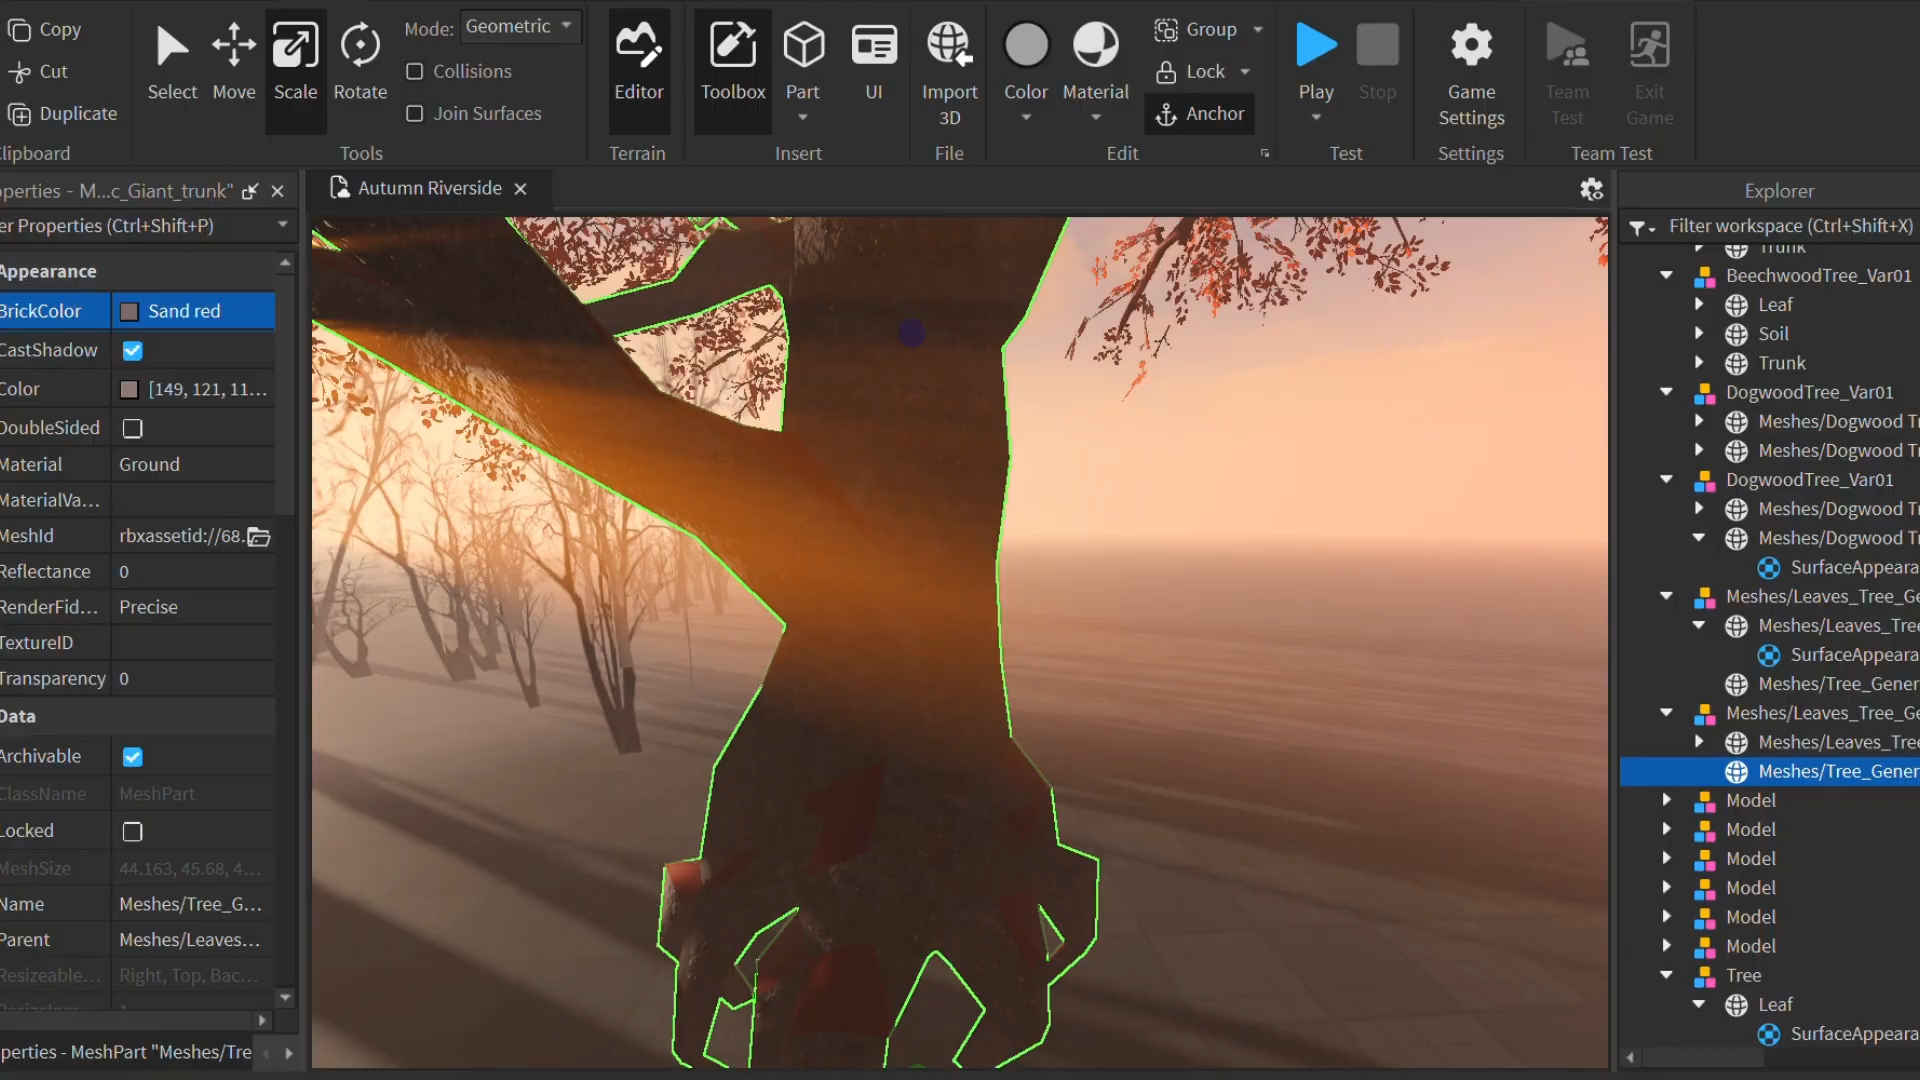 Copy
Cut
Duplicate
lipboard
Select
Move
Scale
Rotate
Mode:
Geometric
Collisions
Join Surfaces
Tools
Editor
Terrain
Toolbox
Part
UI
Insert
Import
3D
File
Color
Material
Group
Lock
Anchor
Edit
Play
Stop
Test
Game
Settings
Settings
Team
Test
Exit
Game
Team Test
operties - M...c_Giant_trunk"
er Properties (Ctrl+Shift+P)
Appearance
BrickColor Sand red
CastShadow
Color [149, 121, 11...
DoubleSided
Material Ground
MaterialVa...
MeshId rbxassetid://68.
Reflectance 0
RenderFid... Precise
TextureID
Transparency 0
Data
Archivable
ClassName MeshPart
Locked
MeshSize 44.163, 45.68, 4...
Name Meshes/Tree_G...
Parent Meshes/Leaves...
Resizeable... Right, Top, Bac...
operties - MeshPart "Meshes/Tre
Autumn Riverside
Explorer
Filter workspace (Ctrl+Shift+X)
Trunk
BeechwoodTree_Var01
Leaf
Soil
Trunk
DogwoodTree_Var01
Meshes/Dogwood Tr
Meshes/Dogwood Tr
DogwoodTree_Var01
Meshes/Dogwood Tr
Meshes/Dogwood Tr
SurfaceAppeara
Meshes/Leaves_Tree_Ge
Meshes/Leaves_Tree
SurfaceAppeara
Meshes/Tree_Gener
Meshes/Leaves_Tree_Ge
Meshes/Leaves_Tree
Meshes/Tree_Gener
Model
Model
Model
Model
Model
Model
Tree
Leaf
SurfaceAppeara